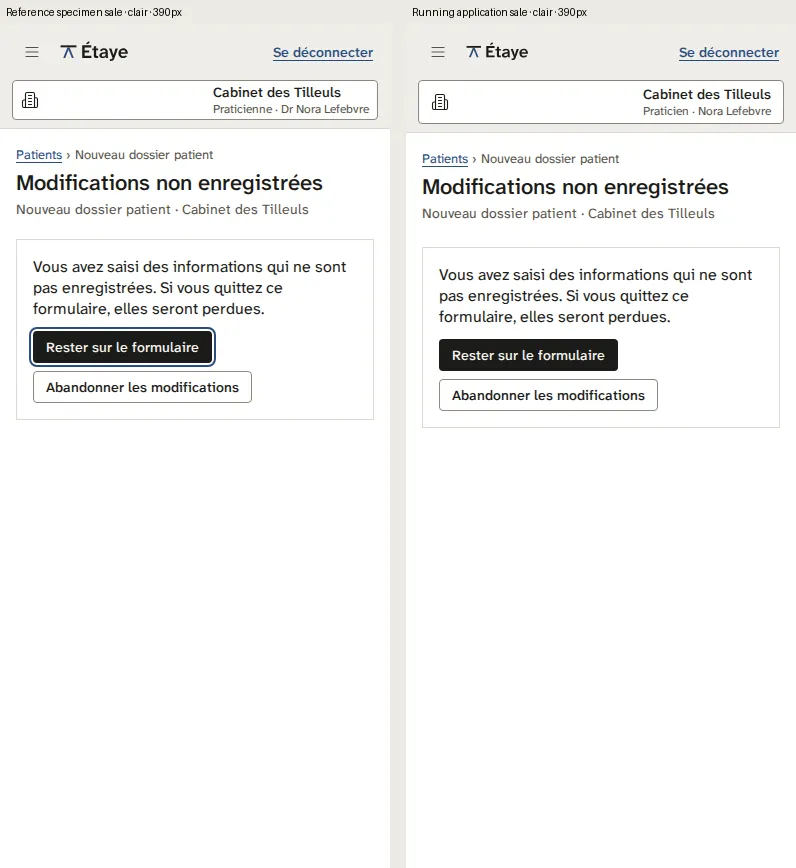 Reference specimen sale · clair · 390px
Étaye
Se déconnecter
Cabinet des Tilleuls
Praticienne · Dr Nora Lefebvre
Patients › Nouveau dossier patient
Modifications non enregistrées
Nouveau dossier patient · Cabinet des Tilleuls
Vous avez saisi des informations qui ne sont
pas enregistrées. Si vous quittez ce
formulaire, elles seront perdues.
Rester sur le formulaire
Abandonner les modifications
Running application sale · clair · 390px
Étaye
Se déconnecter
Cabinet des Tilleuls
Praticien · Nora Lefebvre
Patients › Nouveau dossier patient
Modifications non enregistrées
Nouveau dossier patient · Cabinet des Tilleuls
Vous avez saisi des informations qui ne sont
pas enregistrées. Si vous quittez ce
formulaire, elles seront perdues.
Rester sur le formulaire
Abandonner les modifications